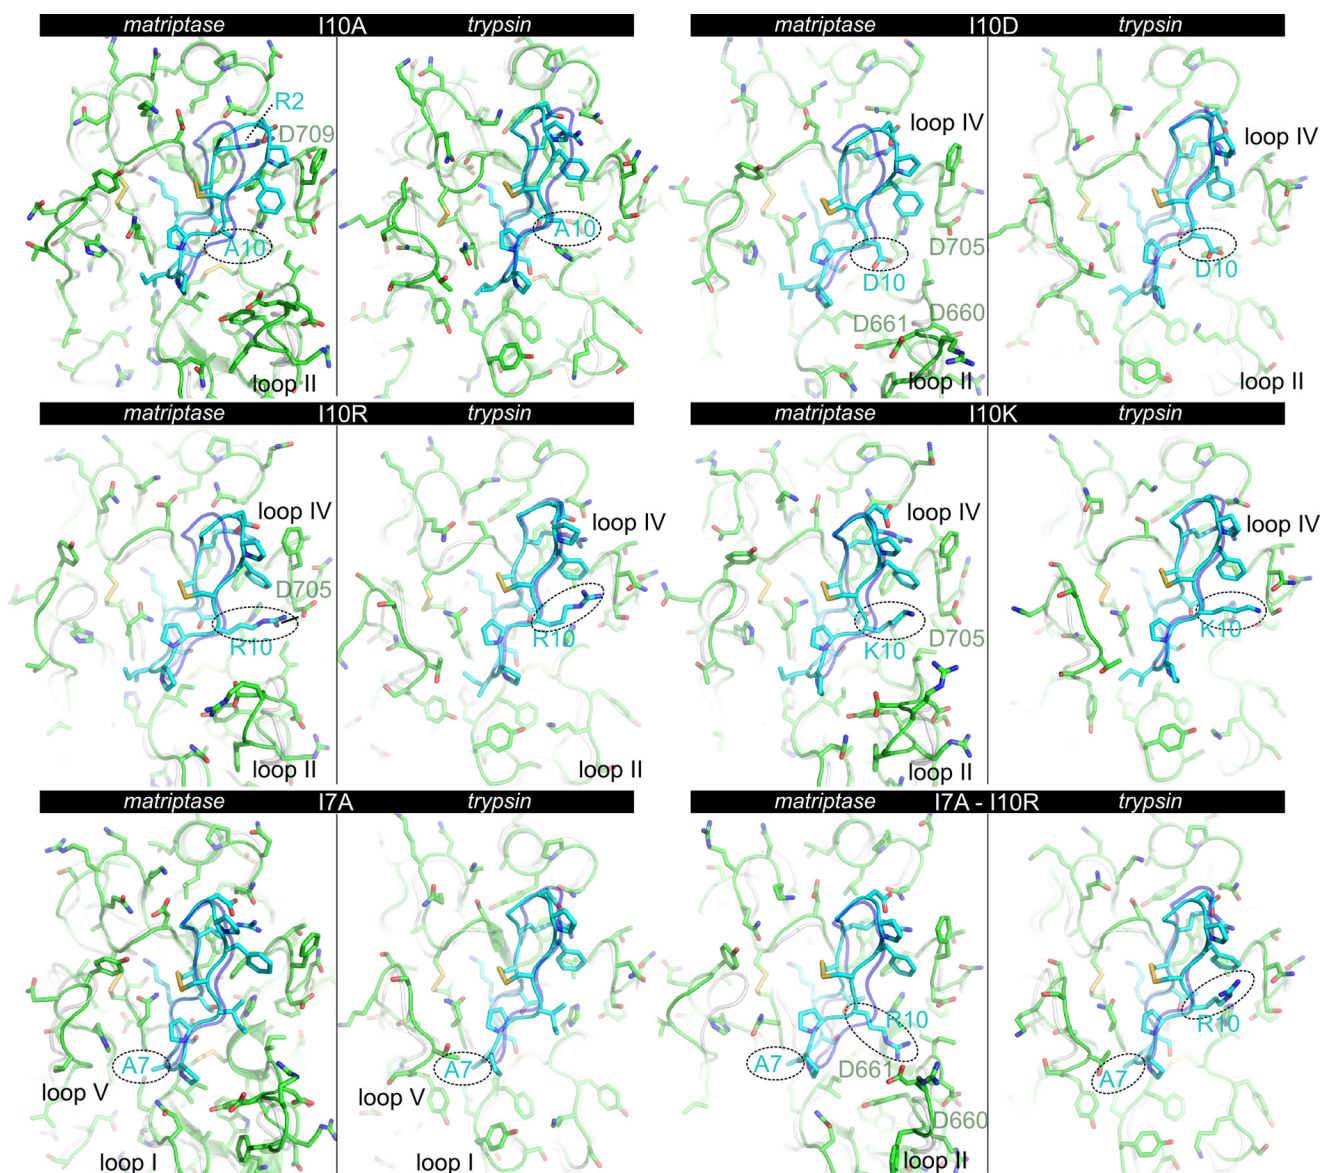 matriptase I10A trypsin
R2
D709
A10
A10
loop II
matriptase I10D trypsin
loop IV
loop IV
D705
D10
D10
D661
D660
loop II
loop II
matriptase I10R trypsin
loop IV
loop IV
D705
R10
R10
loop II
loop II
matriptase I10K trypsin
loop IV
loop IV
D705
K10
K10
loop II
matriptase I7A trypsin
A7
A7
loop V
loop V
loop I
loop I
matriptase I7A - I10R trypsin
R10
R10
A7
D661
A7
D660
loop II